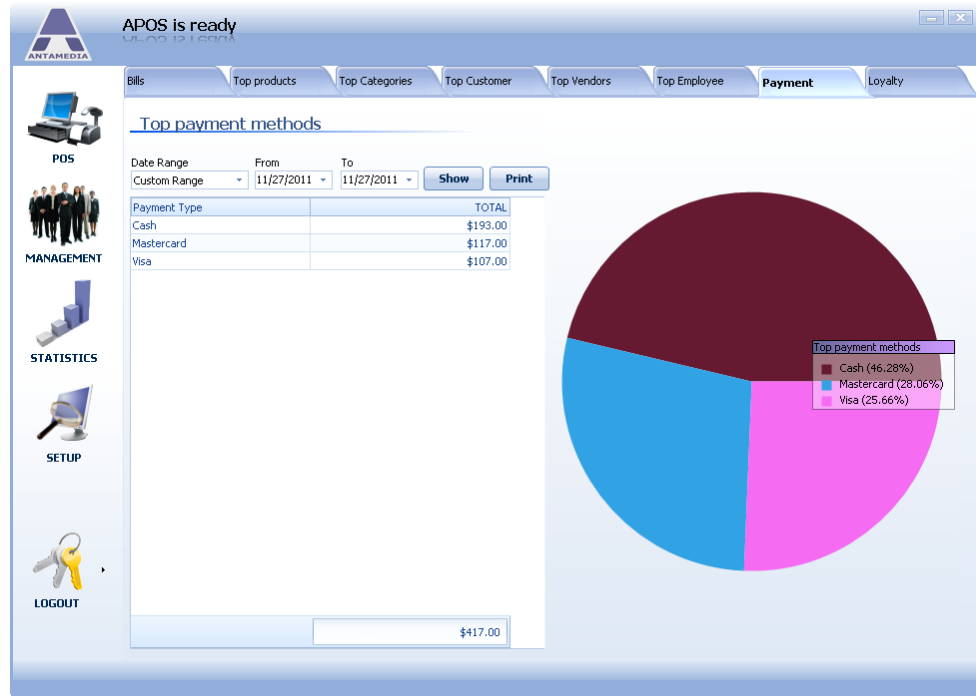 APOS is ready
ANTAMEDIA
Bills Top products Top Categories Top Customer Top Vendors Top Employee Payment Loyalty
POS
MANAGEMENT
STATISTICS
SETUP
LOGOUT
Top payment methods
Date Range From To
Custom Range 11/27/2011 11/27/2011 Show Print
Payment Type TOTAL
Cash $193.00
Mastercard $117.00
Visa $107.00
$417.00
Top payment methods
Cash (46.28%)
Mastercard (28.06%)
Visa (25.66%)